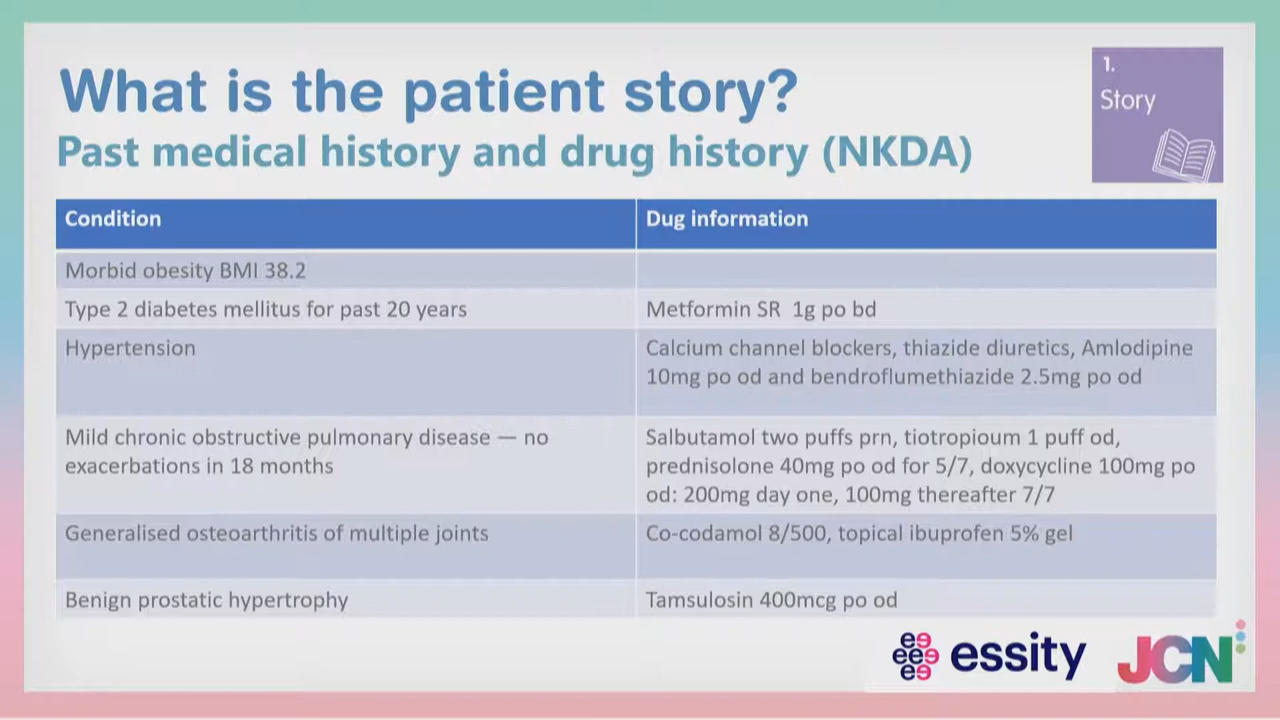 What is the patient story?
Past medical history and drug history (NKDA)
1.
Story
Condition
Dug information
Morbid obesity BMI 38.2
Type 2 diabetes mellitus for past 20 years
Metformin SR 1g po bd
Hypertension
Calcium channel blockers, thiazide diuretics, Amlodipine
10mg po od and bendroflumethiazide 2.5mg po od
Mild chronic obstructive pulmonary disease — no
exacerbations in 18 months
Salbutamol two puffs prn, tiotropioum 1 puff od,
prednisolone 40mg po od for 5/7, doxycycline 100mg po
od: 200mg day one, 100mg thereafter 7/7
Generalised osteoarthritis of multiple joints
Co-codamol 8/500, topical ibuprofen 5% gel
Benign prostatic hypertrophy
Tamsulosin 400mcg po od
essity
JCN